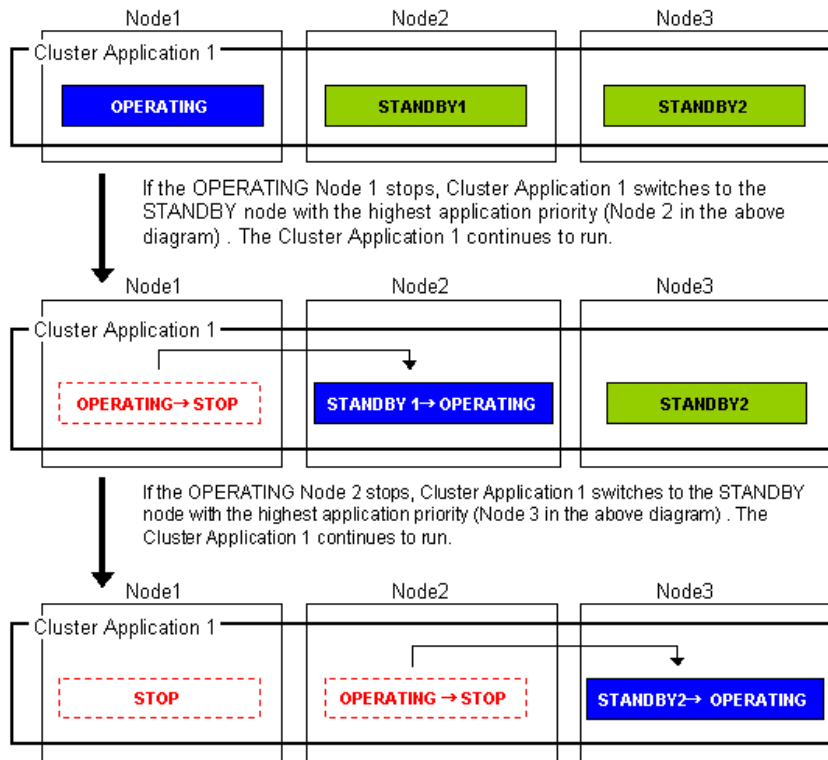 Node1 Node2 Node3
Cluster Application 1
OPERATING STANDBY1 STANDBY2
If the OPERATING Node 1 stops, Cluster Application 1 switches to the
STANDBY node with the highest application priority (Node 2 in the above
diagram) . The Cluster Application 1 continues to run.
Node1 Node2 Node3
Cluster Application 1
OPERATING→STOP STANDBY 1→OPERATING STANDBY2
If the OPERATING Node 2 stops, Cluster Application 1 switches to the STANDBY
node with the highest application priority (Node 3 in the above diagram) . The
Cluster Application 1 continues to run.
Node1 Node2 Node3
Cluster Application 1
STOP OPERATING →STOP STANDBY2→ OPERATING